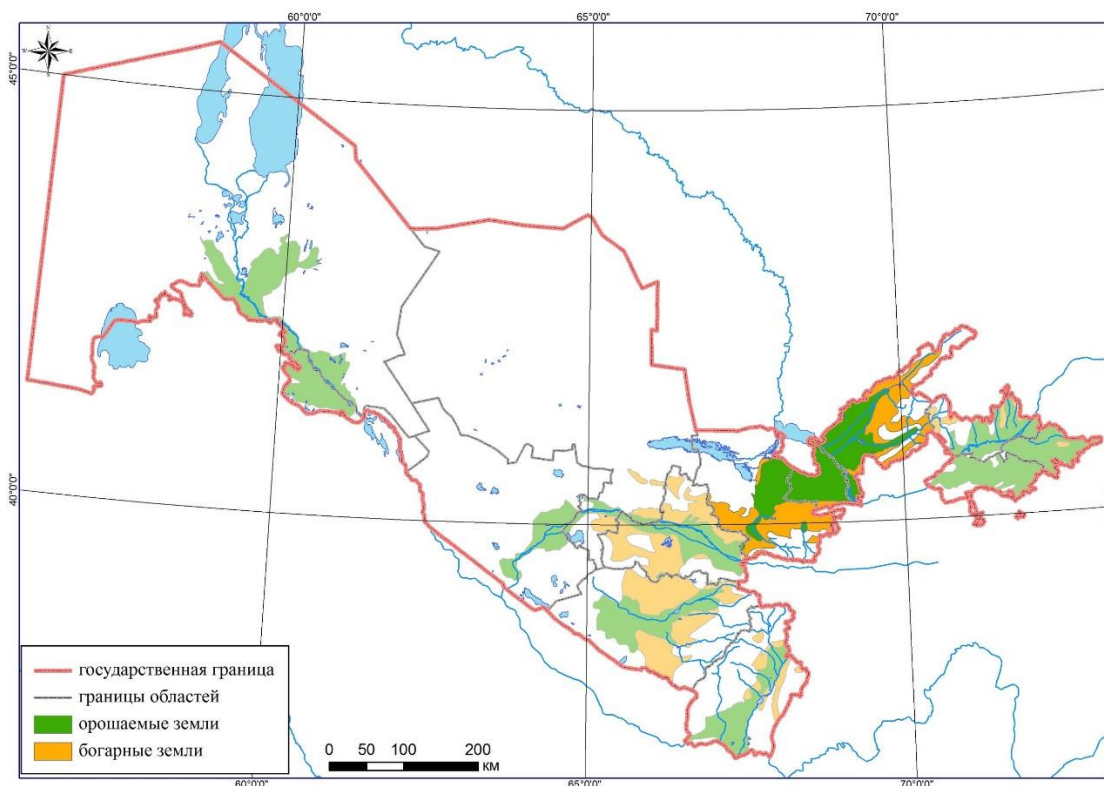 60°0'0" 65°0'0" 70°0'0"
45°0'0"
40°0'0"
N
W E
S
государственная граница
границы областей
орошаемые земли
богарные земли
0 50 100 200
км
60°0'0" 65°0'0" 70°0'0"